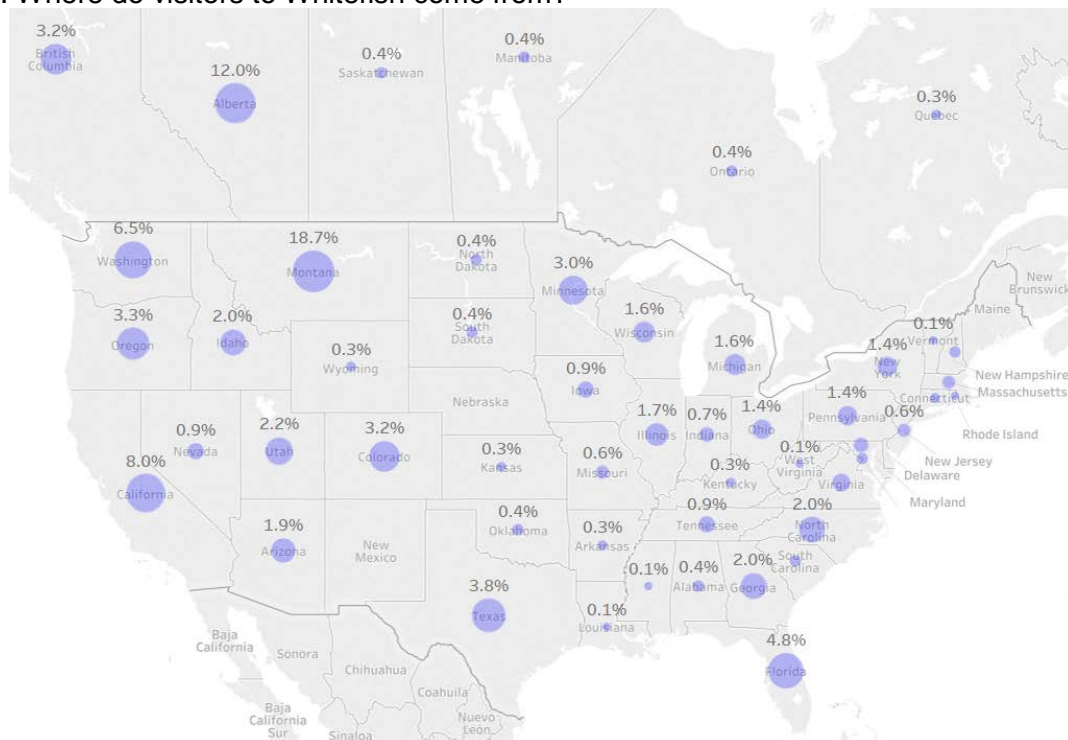 Where do visitors to Whitefish come from?
3.2%
British
Columbia
12.0%
Alberta
0.4%
Saskatchewan
0.4%
Manitoba
0.4%
Ontario
0.3%
Quebec
6.5%
Washington
18.7%
Montana
0.4%
North
Dakota
3.0%
Minnesota
New
Brunswick
Maine
3.3%
Oregon
2.0%
Idaho
0.3%
Wyoming
0.4%
South
Dakota
1.6%
Wisconsin
1.6%
Michigan
1.4%
New
York
0.1%
Vermont
New Hampshire
Massachusetts
Connecticut
Rhode Island
0.9%
Nevada
2.2%
Utah
3.2%
Colorado
Nebraska
0.9%
Iowa
1.7%
Illinois
0.7%
Indiana
1.4%
Ohio
1.4%
Pennsylvania
0.6%
New Jersey
Delaware
Maryland
8.0%
California
0.3%
Kansas
0.6%
Missouri
0.3%
Kentucky
0.1%
West
Virginia
Virginia
1.9%
Arizona
New
Mexico
0.4%
Oklahoma
0.3%
Arkansas
0.9%
Tennessee
2.0%
North
Carolina
South
Carolina
3.8%
Texas
0.1%
Louisiana
0.1%
0.4%
Alabama
2.0%
Georgia
4.8%
Florida
Baja
California
Sonora
Chihuahua
Coahuila
Baja
California
Sur
Sinaloa
Nuevo
León